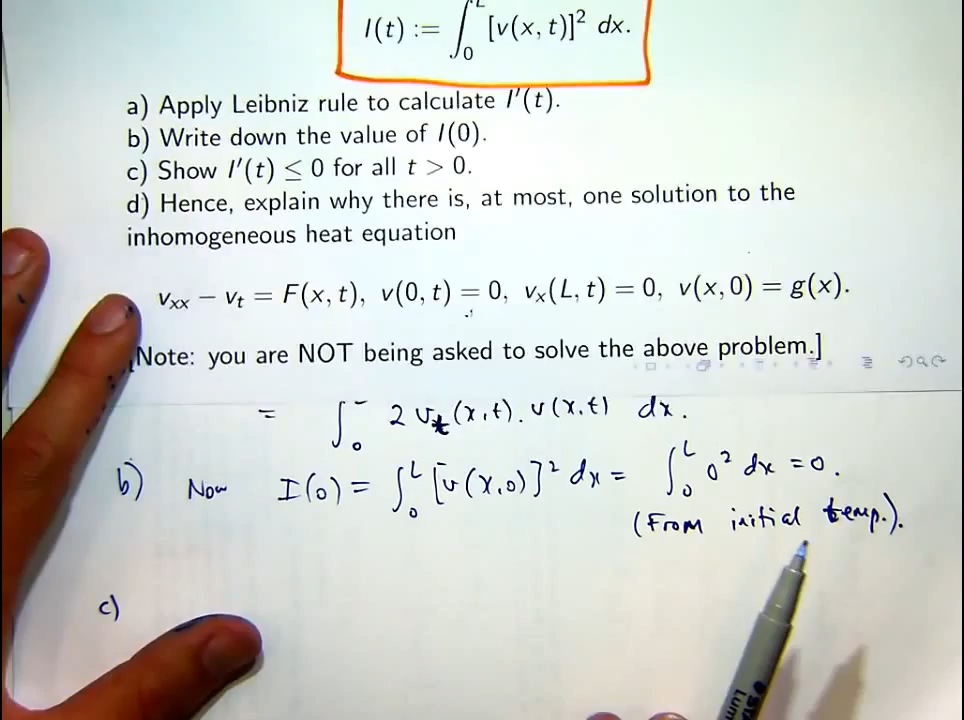 I(t) := ∫₀ᴸ [v(x, t)]² dx.
a) Apply Leibniz rule to calculate I′(t).
b) Write down the value of I(0).
c) Show I′(t) ≤ 0 for all t > 0.
d) Hence, explain why there is, at most, one solution to the
inhomogeneous heat equation
vₓₓ − vₜ = F(x, t), v(0, t) = 0, vₓ(L, t) = 0, v(x, 0) = g(x).
[Note: you are NOT being asked to solve the above problem.]
= ∫₀ 2 vₜ(x,t). v(x,t) dx.
b) Now I(0) = ∫₀ᴸ [v(x,0)]² dx = ∫₀ᴸ 0² dx = 0.
(From initial temp.).
c)